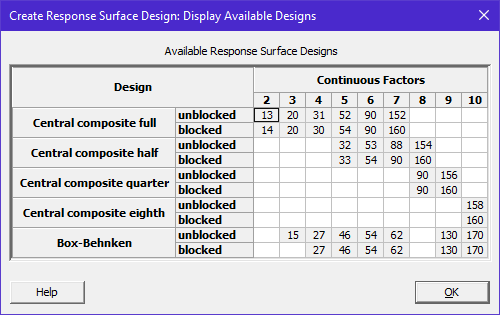 Create Response Surface Design: Display Available Designs
Available Response Surface Designs
Design Continuous Factors
2 3 4 5 6 7 8 9 10
Central composite full unblocked 13 20 31 52 90 152
blocked 14 20 30 54 90 160
Central composite half unblocked 32 53 88 154
blocked 33 54 90 160
Central composite quarter unblocked 90 156
blocked 90 160
Central composite eighth unblocked 158
blocked 160
Box-Behnken unblocked 15 27 46 54 62 130 170
blocked 27 46 54 62 130 170
Help OK